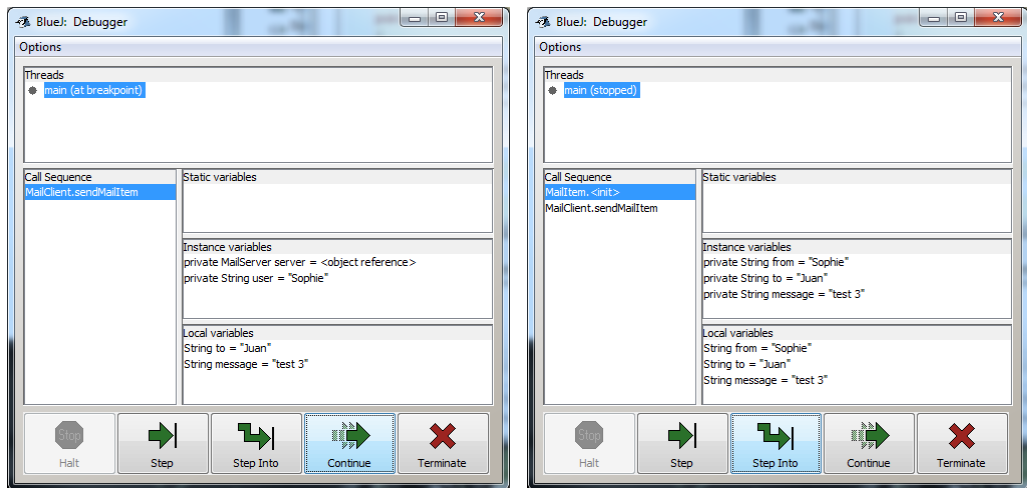 BlueJ: Debugger
Options
Threads
main (at breakpoint)
Call Sequence
MailClient.sendMailItem
Static variables
Instance variables
private MailServer server = <object reference>
private String user = "Sophie"
Local variables
String to = "Juan"
String message = "test 3"
Stop
Halt
Step
Step Into
Continue
Terminate
BlueJ: Debugger
Options
Threads
main (stopped)
Call Sequence
MailItem.<init>
MailClient.sendMailItem
Static variables
Instance variables
private String from = "Sophie"
private String to = "Juan"
private String message = "test 3"
Local variables
String from = "Sophie"
String to = "Juan"
String message = "test 3"
Stop
Halt
Step
Step Into
Continue
Terminate